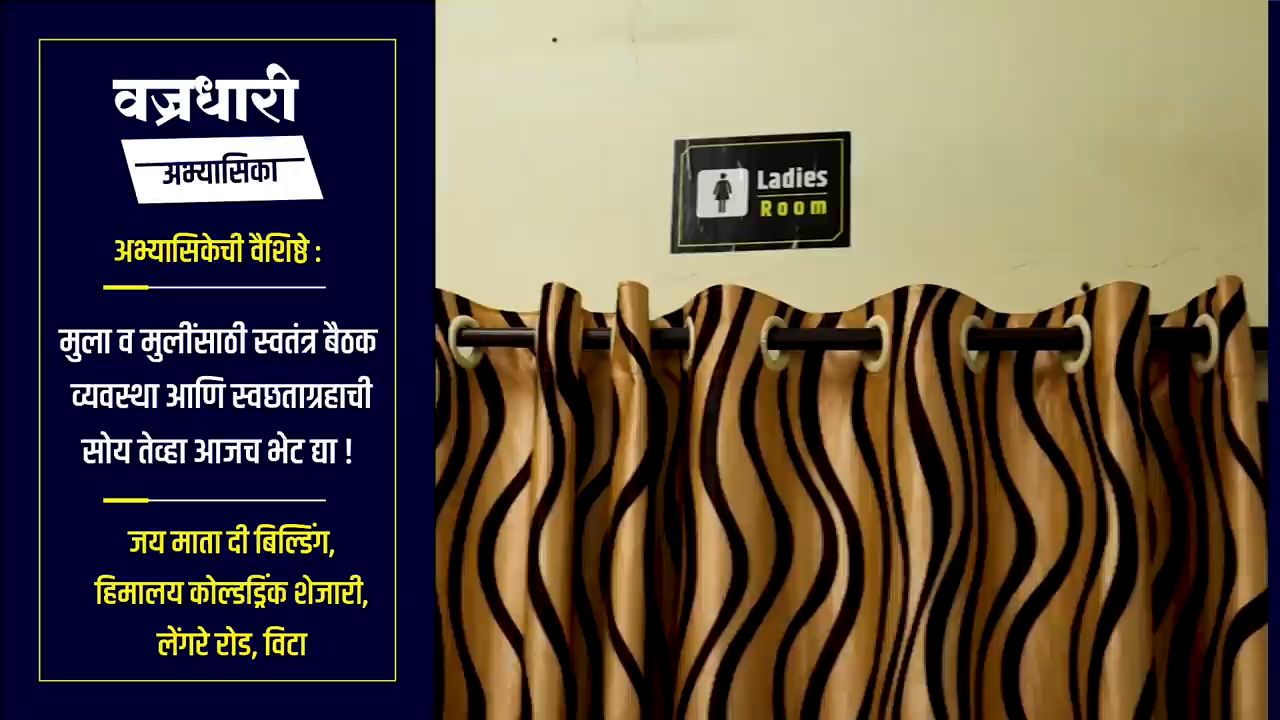 वज्रधारी
अभ्यासिका
अभ्यासिकेची वैशिष्ठे :
मुला व मुलींसाठी स्वतंत्र बैठक
व्यवस्था आणि स्वछताग्रहाची
सोय तेव्हा आजच भेट द्या !
जय माता दी बिल्डिंग,
हिमालय कोल्डड्रिंक शेजारी,
लेंगरे रोड, विटा
Ladies
Room